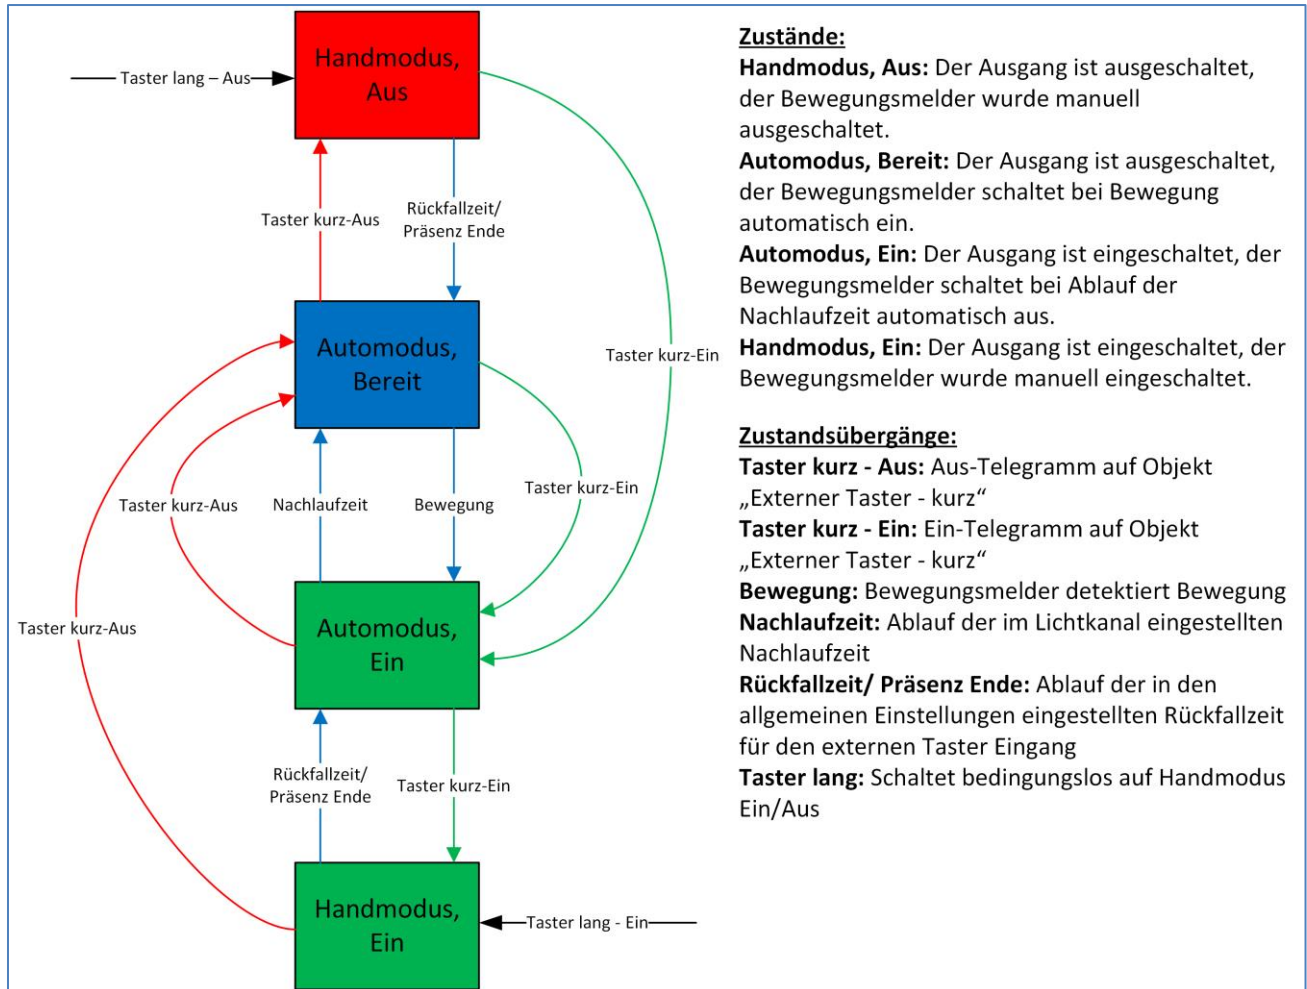 Handmodus,
Aus
Taster lang – Aus
Taster kurz-Aus
Rückfallzeit/
Präsenz Ende
Taster kurz-Ein
Automodus,
Bereit
Taster kurz-Aus
Nachlaufzeit
Bewegung
Taster kurz-Ein
Taster kurz-Aus
Automodus,
Ein
Rückfallzeit/
Präsenz Ende
Taster kurz-Ein
Handmodus,
Ein
Taster lang - Ein
Zustände:
Handmodus, Aus: Der Ausgang ist ausgeschaltet,
der Bewegungsmelder wurde manuell
ausgeschaltet.
Automodus, Bereit: Der Ausgang ist ausgeschaltet,
der Bewegungsmelder schaltet bei Bewegung
automatisch ein.
Automodus, Ein: Der Ausgang ist eingeschaltet, der
Bewegungsmelder schaltet bei Ablauf der
Nachlaufzeit automatisch aus.
Handmodus, Ein: Der Ausgang ist eingeschaltet, der
Bewegungsmelder wurde manuell eingeschaltet.
Zustandsübergänge:
Taster kurz - Aus: Aus-Telegramm auf Objekt
„Externer Taster - kurz“
Taster kurz - Ein: Ein-Telegramm auf Objekt
„Externer Taster - kurz“
Bewegung: Bewegungsmelder detektiert Bewegung
Nachlaufzeit: Ablauf der im Lichtkanal eingestellten
Nachlaufzeit
Rückfallzeit/ Präsenz Ende: Ablauf der in den
allgemeinen Einstellungen eingestellten Rückfallzeit
für den externen Taster Eingang
Taster lang: Schaltet bedingungslos auf Handmodus
Ein/Aus